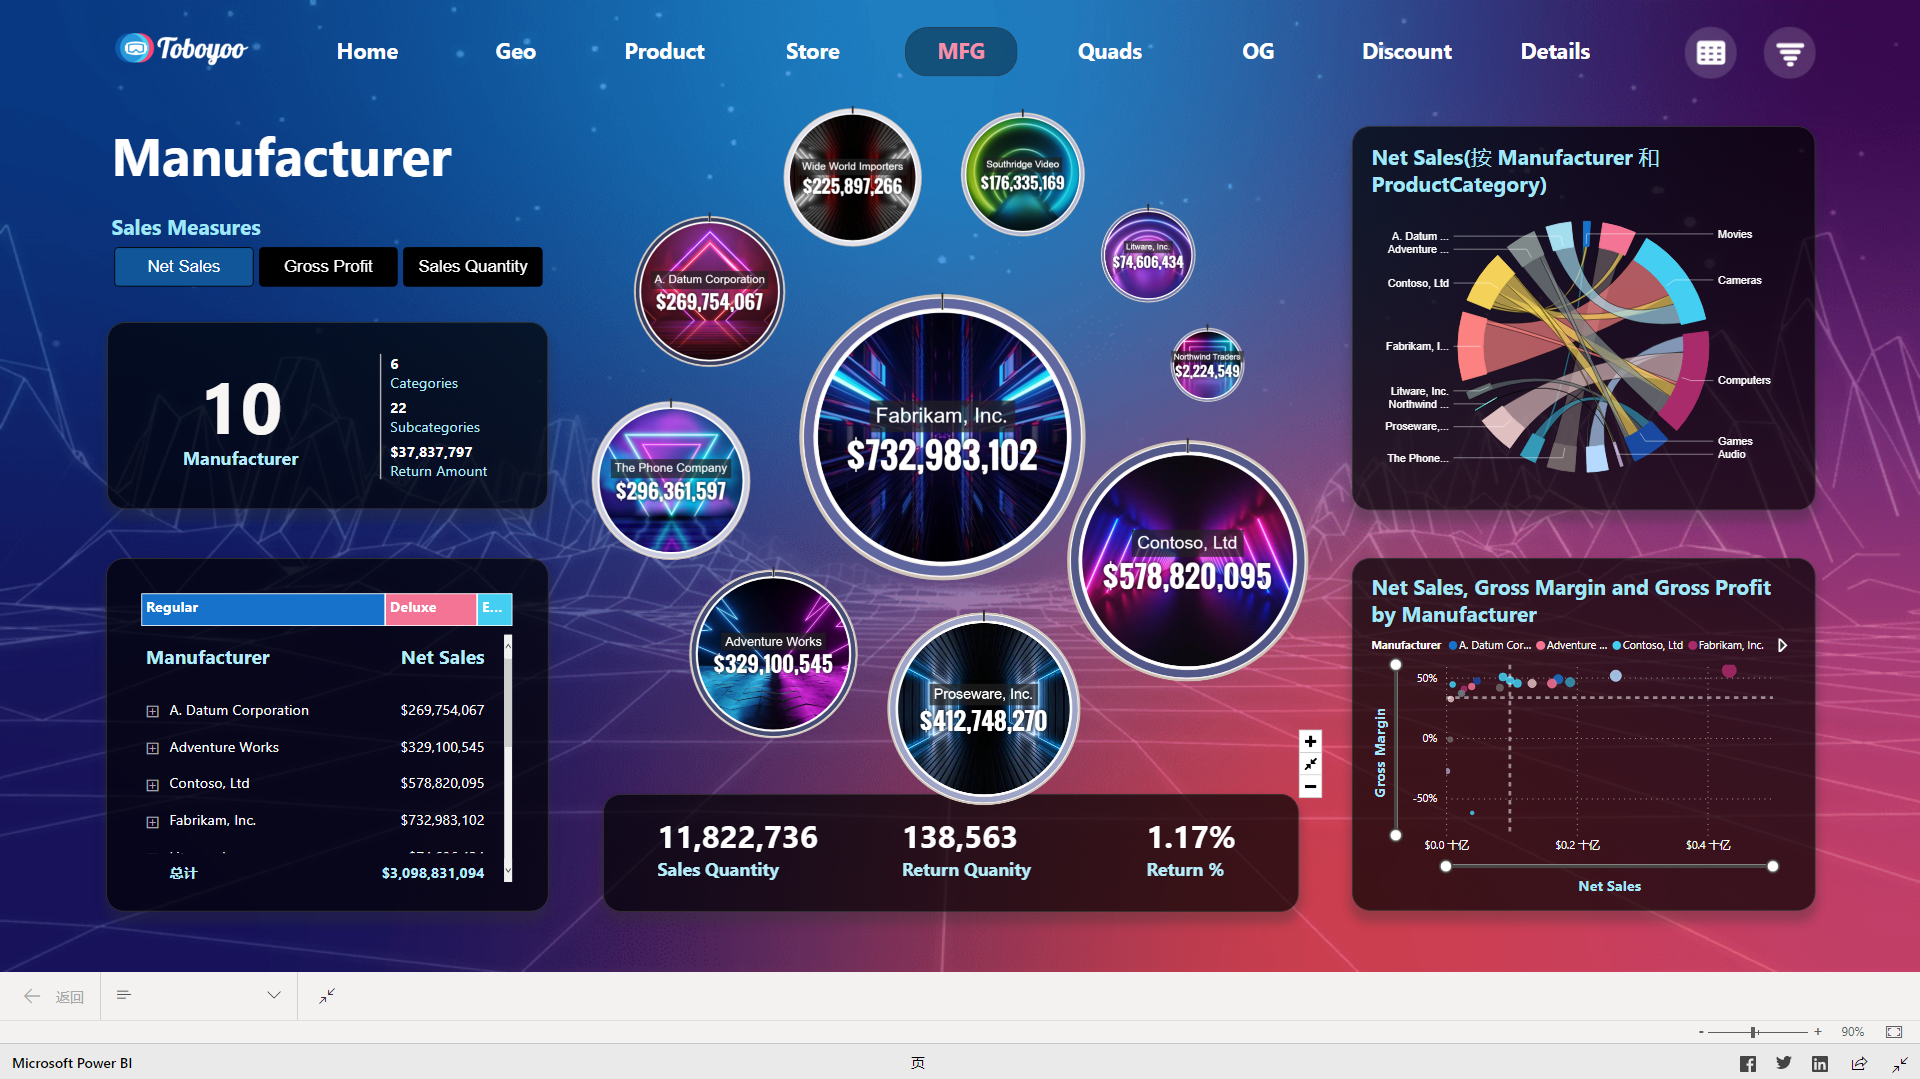 Toboyoo
Home
Geo
Product
Store
MFG
Quads
OG
Discount
Details
Manufacturer
Sales Measures
Net Sales
Gross Profit
Sales Quantity
10
Manufacturer
6
Categories
22
Subcategories
$37,837,797
Return Amount
Regular
Deluxe
E...
Manufacturer Net Sales
A. Datum Corporation $269,754,067
Adventure Works $329,100,545
Contoso, Ltd $578,820,095
Fabrikam, Inc. $732,983,102
总计 $3,098,831,094
Wide World Importers
$225,897,266
Southridge Video
$176,335,169
Litware, Inc.
$74,606,434
A. Datum Corporation
$269,754,067
Northwind Traders
$2,224,549
Fabrikam, Inc.
$732,983,102
The Phone Company
$296,361,597
Contoso, Ltd
$578,820,095
Adventure Works
$329,100,545
Proseware, Inc.
$412,748,270
11,822,736
Sales Quantity
138,563
Return Quanity
1.17%
Return %
Net Sales(按 Manufacturer 和
ProductCategory)
A. Datum ...
Adventure ...
Contoso, Ltd
Fabrikam, I...
Litware, Inc.
Northwind ...
Proseware,...
The Phone...
Movies
Cameras
Computers
Games
Audio
Net Sales, Gross Margin and Gross Profit
by Manufacturer
Manufacturer A. Datum Cor... Adventure ... Contoso, Ltd Fabrikam, Inc.
Gross Margin
50%
0%
-50%
$0.0 十亿
$0.2 十亿
$0.4 十亿
Net Sales
返回
- + 90%
Microsoft Power BI
页